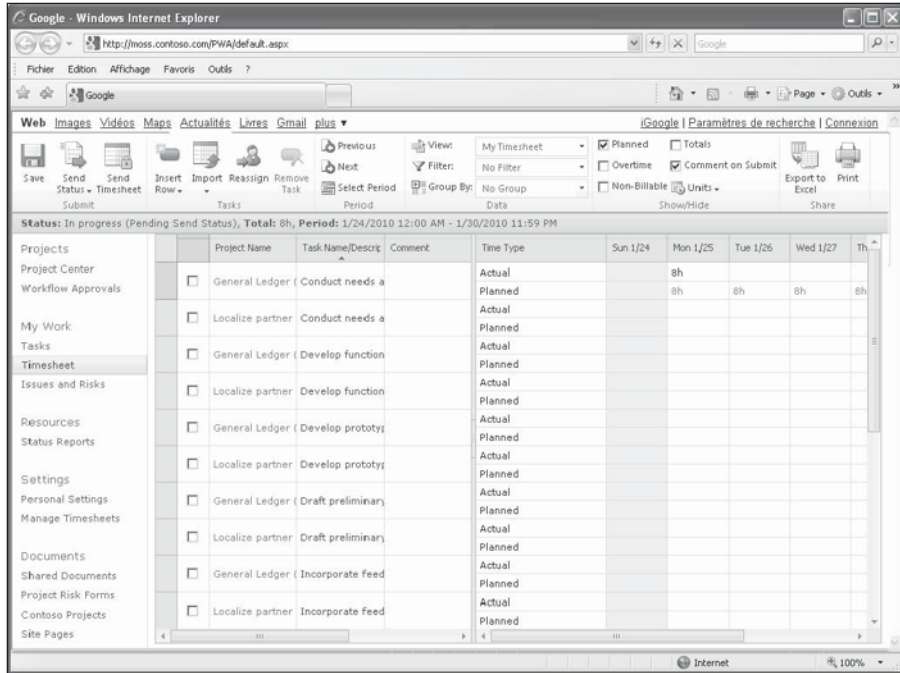 Google - Windows Internet Explorer
http://moss.contoso.com/PWA/default.aspx
Google
Fichier Edition Affichage Favoris Outils ?
Google
Page Outils »
Web Images Vidéos Maps Actualités Livres Gmail plus ▼
iGoogle | Paramètres de recherche | Connexion
Save
Send Status
Send Timesheet
Submit
Insert Row
Import
Reassign
Remove Task
Tasks
Previous
Next
Select Period
Period
View: My Timesheet
Filter: No Filter
Group By: No Group
Data
Planned
Overtime
Non-Billable
Totals
Comment on Submit
Units
Show/Hide
Export to Excel
Print
Share
Status: In progress (Pending Send Status), Total: 8h, Period: 1/24/2010 12:00 AM - 1/30/2010 11:59 PM
Projects
Project Center
Workflow Approvals
My Work
Tasks
Timesheet
Issues and Risks
Resources
Status Reports
Settings
Personal Settings
Manage Timesheets
Documents
Shared Documents
Project Risk Forms
Contoso Projects
Site Pages
Project Name Task Name/Descrip Comment Time Type Sun 1/24 Mon 1/25 Tue 1/26 Wed 1/27 Th
General Ledger ( Conduct needs a Actual 8h
Planned 8h 8h 8h 8h
Localize partner Conduct needs a Actual
Planned
General Ledger ( Develop function Actual
Planned
Localize partner Develop function Actual
Planned
General Ledger ( Develop prototyp Actual
Planned
Localize partner Develop prototyp Actual
Planned
General Ledger ( Draft preliminary Actual
Planned
Localize partner Draft preliminary Actual
Planned
General Ledger ( Incorporate feed Actual
Planned
Localize partner Incorporate feed Actual
Planned
Internet
100%